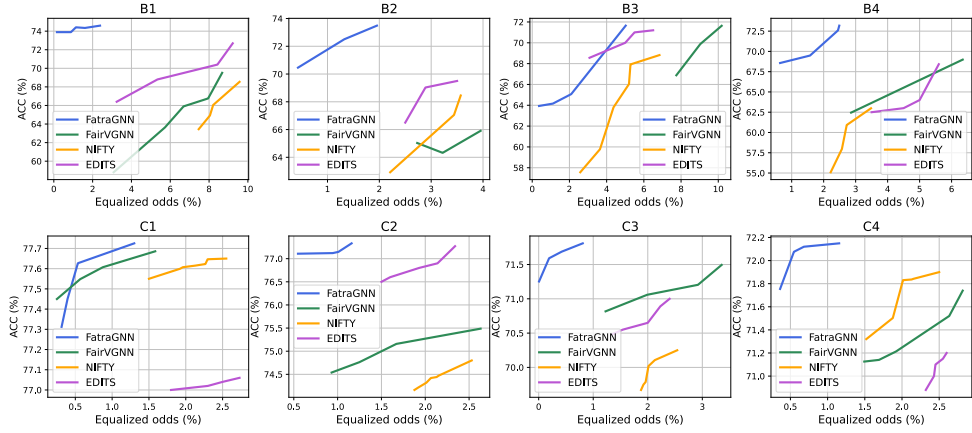 B1
ACC (%)
74
72
70
68
66
64
62
60
FatraGNN
FairVGNN
NIFTY
EDITS
0
2
4
6
8
10
Equalized odds (%)
B2
ACC (%)
74
72
70
68
66
64
FatraGNN
FairVGNN
NIFTY
EDITS
1
2
3
4
Equalized odds (%)
B3
ACC (%)
72
70
68
66
64
62
60
58
FatraGNN
FairVGNN
NIFTY
EDITS
0
2
4
6
8
10
Equalized odds (%)
B4
ACC (%)
72.5
70.0
67.5
65.0
62.5
60.0
57.5
55.0
FatraGNN
FairVGNN
NIFTY
EDITS
1
2
3
4
5
6
Equalized odds (%)
C1
ACC (%)
77.7
77.6
77.5
77.4
77.3
77.1
77.0
FatraGNN
FairVGNN
NIFTY
EDITS
0.5
1.0
1.5
2.0
2.5
Equalized odds (%)
C2
ACC (%)
77.0
76.5
76.0
75.5
75.0
74.5
FatraGNN
FairVGNN
NIFTY
EDITS
0.5
1.0
1.5
2.0
2.5
Equalized odds (%)
C3
ACC (%)
71.5
71.0
70.5
70.0
FatraGNN
FairVGNN
NIFTY
EDITS
0
1
2
3
Equalized odds (%)
C4
ACC (%)
72.2
72.0
71.8
71.6
71.4
71.2
71.0
FatraGNN
FairVGNN
NIFTY
EDITS
0.5
1.0
1.5
2.0
2.5
Equalized odds (%)